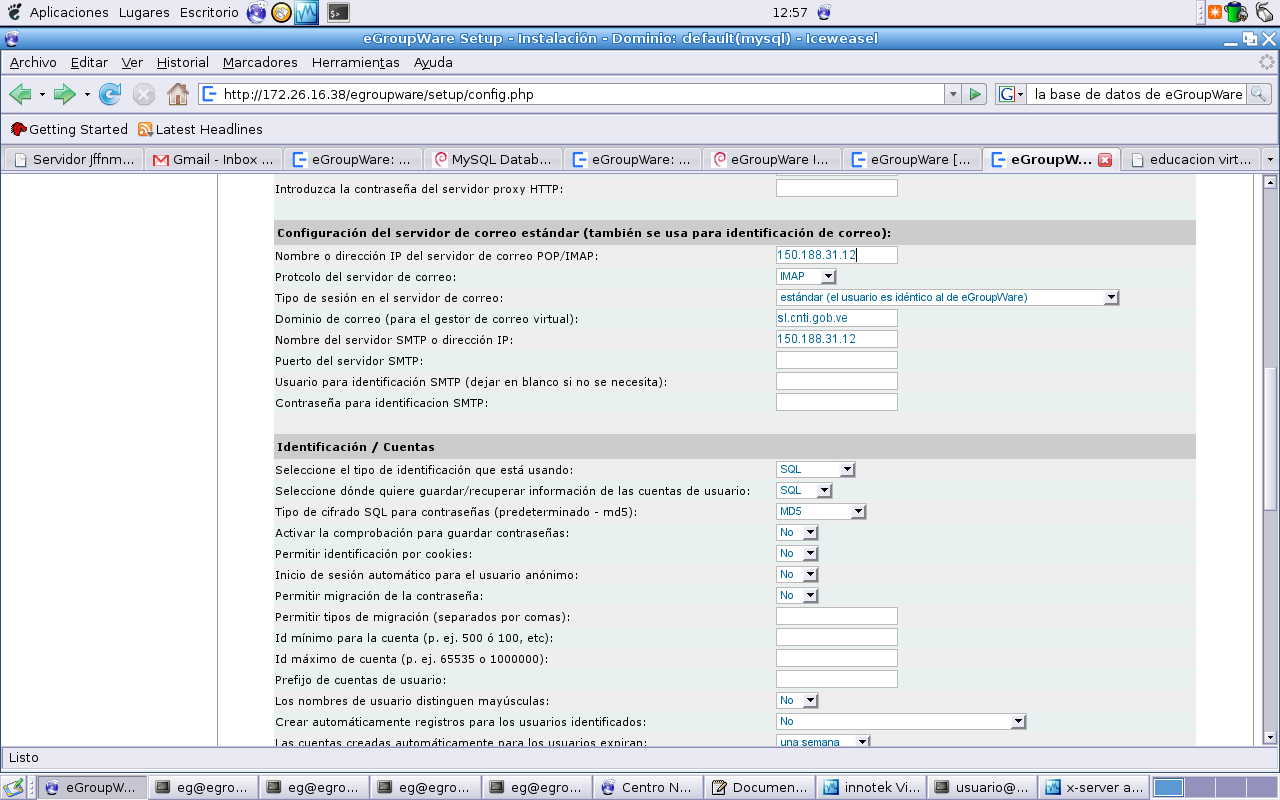 Aplicaciones Lugares Escritorio 12:57
eGroupWare Setup - Instalación - Dominio: default(mysql) - Iceweasel
Archivo Editar Ver Historial Marcadores Herramientas Ayuda
http://172.26.16.38/egroupware/setup/config.php G la base de datos de eGroupWare
Getting Started Latest Headlines
Servidor Jffnm... Gmail - Inbox ... eGroupWare: ... MySQL Datab... eGroupWare: ... eGroupWare I... eGroupWare [... eGroupW... educacion virt...
Introduzca la contraseña del servidor proxy HTTP:
Configuración del servidor de correo estándar (también se usa para identificación de correo):
Nombre o dirección IP del servidor de correo POP/IMAP: 150.188.31.12
Protcolo del servidor de correo: IMAP
Tipo de sesión en el servidor de correo: estándar (el usuario es idéntico al de eGroupWare)
Dominio de correo (para el gestor de correo virtual): sl.cnti.gob.ve
Nombre del servidor SMTP o dirección IP: 150.188.31.12
Puerto del servidor SMTP:
Usuario para identificación SMTP (dejar en blanco si no se necesita):
Contraseña para identificacion SMTP:
Identificación / Cuentas
Seleccione el tipo de identificación que está usando: SQL
Seleccione dónde quiere guardar/recuperar información de las cuentas de usuario: SQL
Tipo de cifrado SQL para contraseñas (predeterminado - md5): MD5
Activar la comprobación para guardar contraseñas: No
Permitir identificación por cookies: No
Inicio de sesión automático para el usuario anónimo: No
Permitir migración de la contraseña: No
Permitir tipos de migración (separados por comas):
Id mínimo para la cuenta (p. ej. 500 ó 100, etc):
Id máximo de cuenta (p. ej. 65535 o 1000000):
Prefijo de cuentas de usuario:
Los nombres de usuario distinguen mayúsculas: No
Crear automáticamente registros para los usuarios identificados: No
Las cuentas creadas automáticamente para los usuarios expiran: una semana
Listo
eGroupW... eg@egro... eg@egro... eg@egro... eg@egro... Centro N... Documen... innotek Vi... usuario@... x-server a...